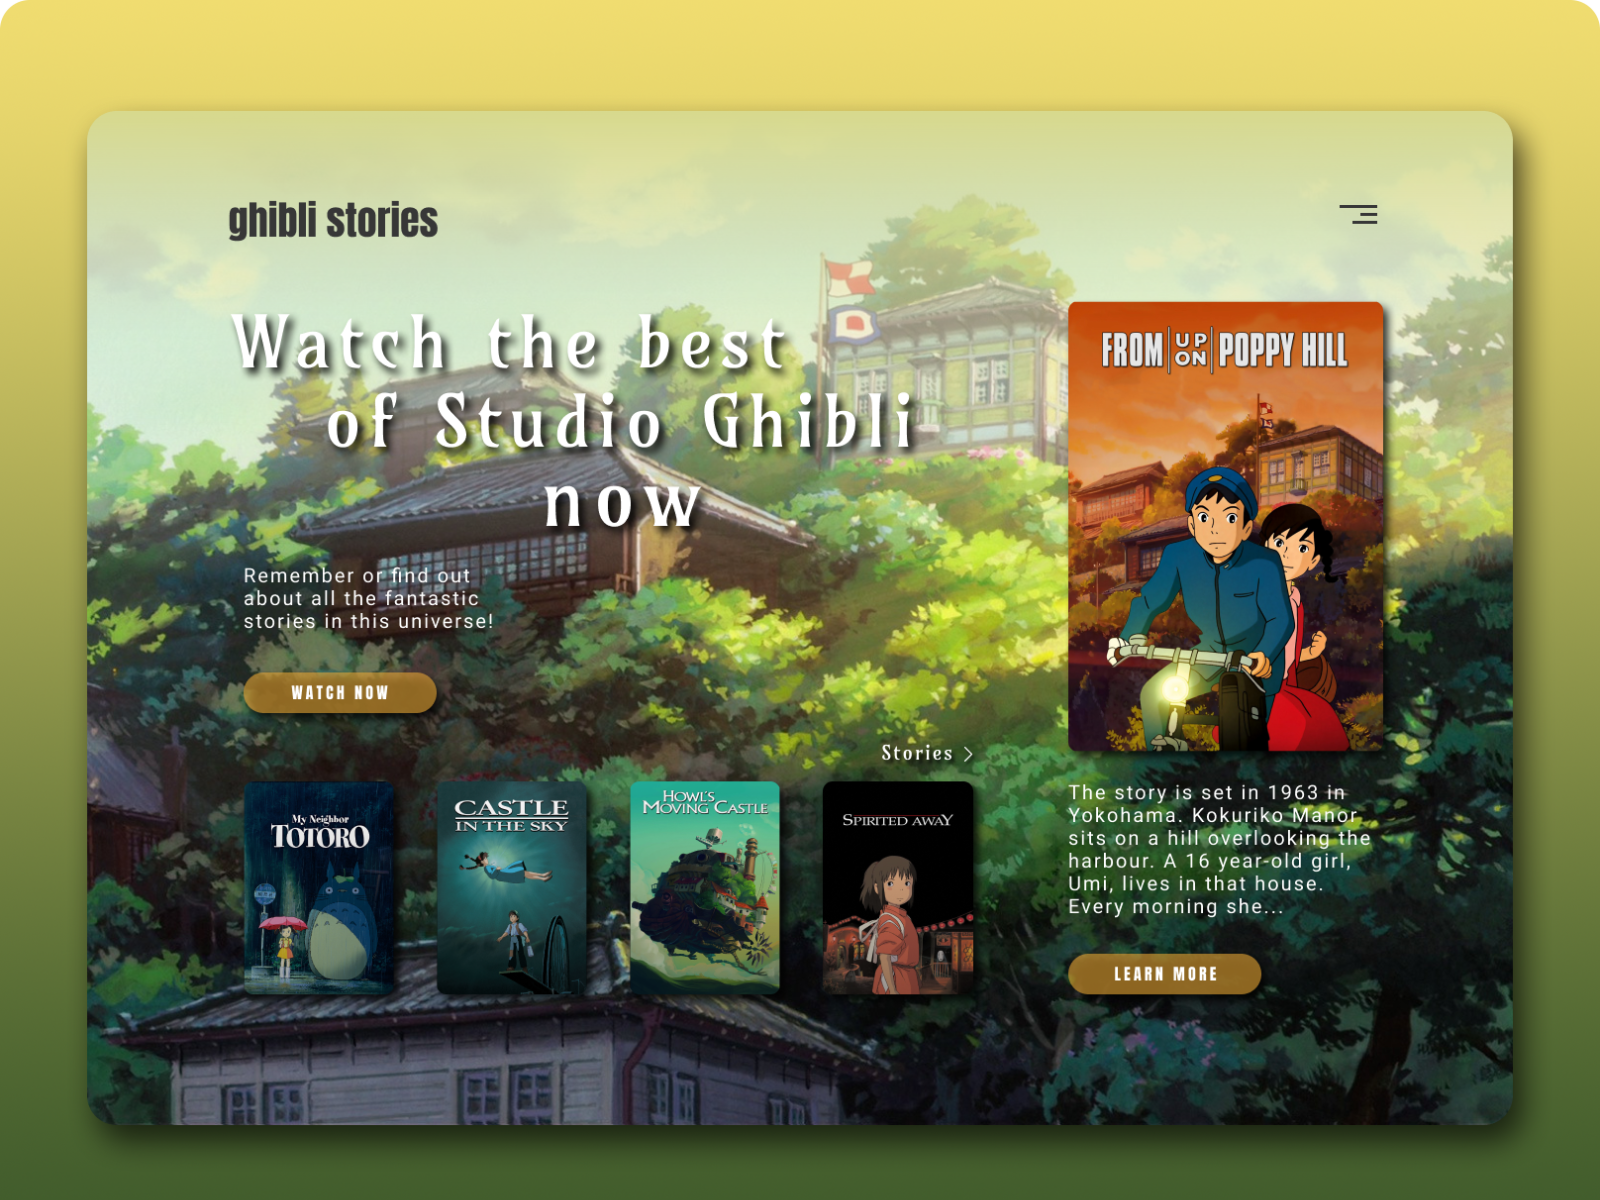 ghibli stories
Watch the best
of Studio Ghibli
now
Remember or find out
about all the fantastic
stories in this universe!
WATCH NOW
Stories
My Neighbor
TOTORO
CASTLE
IN THE SKY
HOWL'S
MOVING CASTLE
SPIRITED AWAY
FROM UP ON POPPY HILL
The story is set in 1963 in
Yokohama. Kokuriko Manor
sits on a hill overlooking the
harbour. A 16 year-old girl,
Umi, lives in that house.
Every morning she...
LEARN MORE